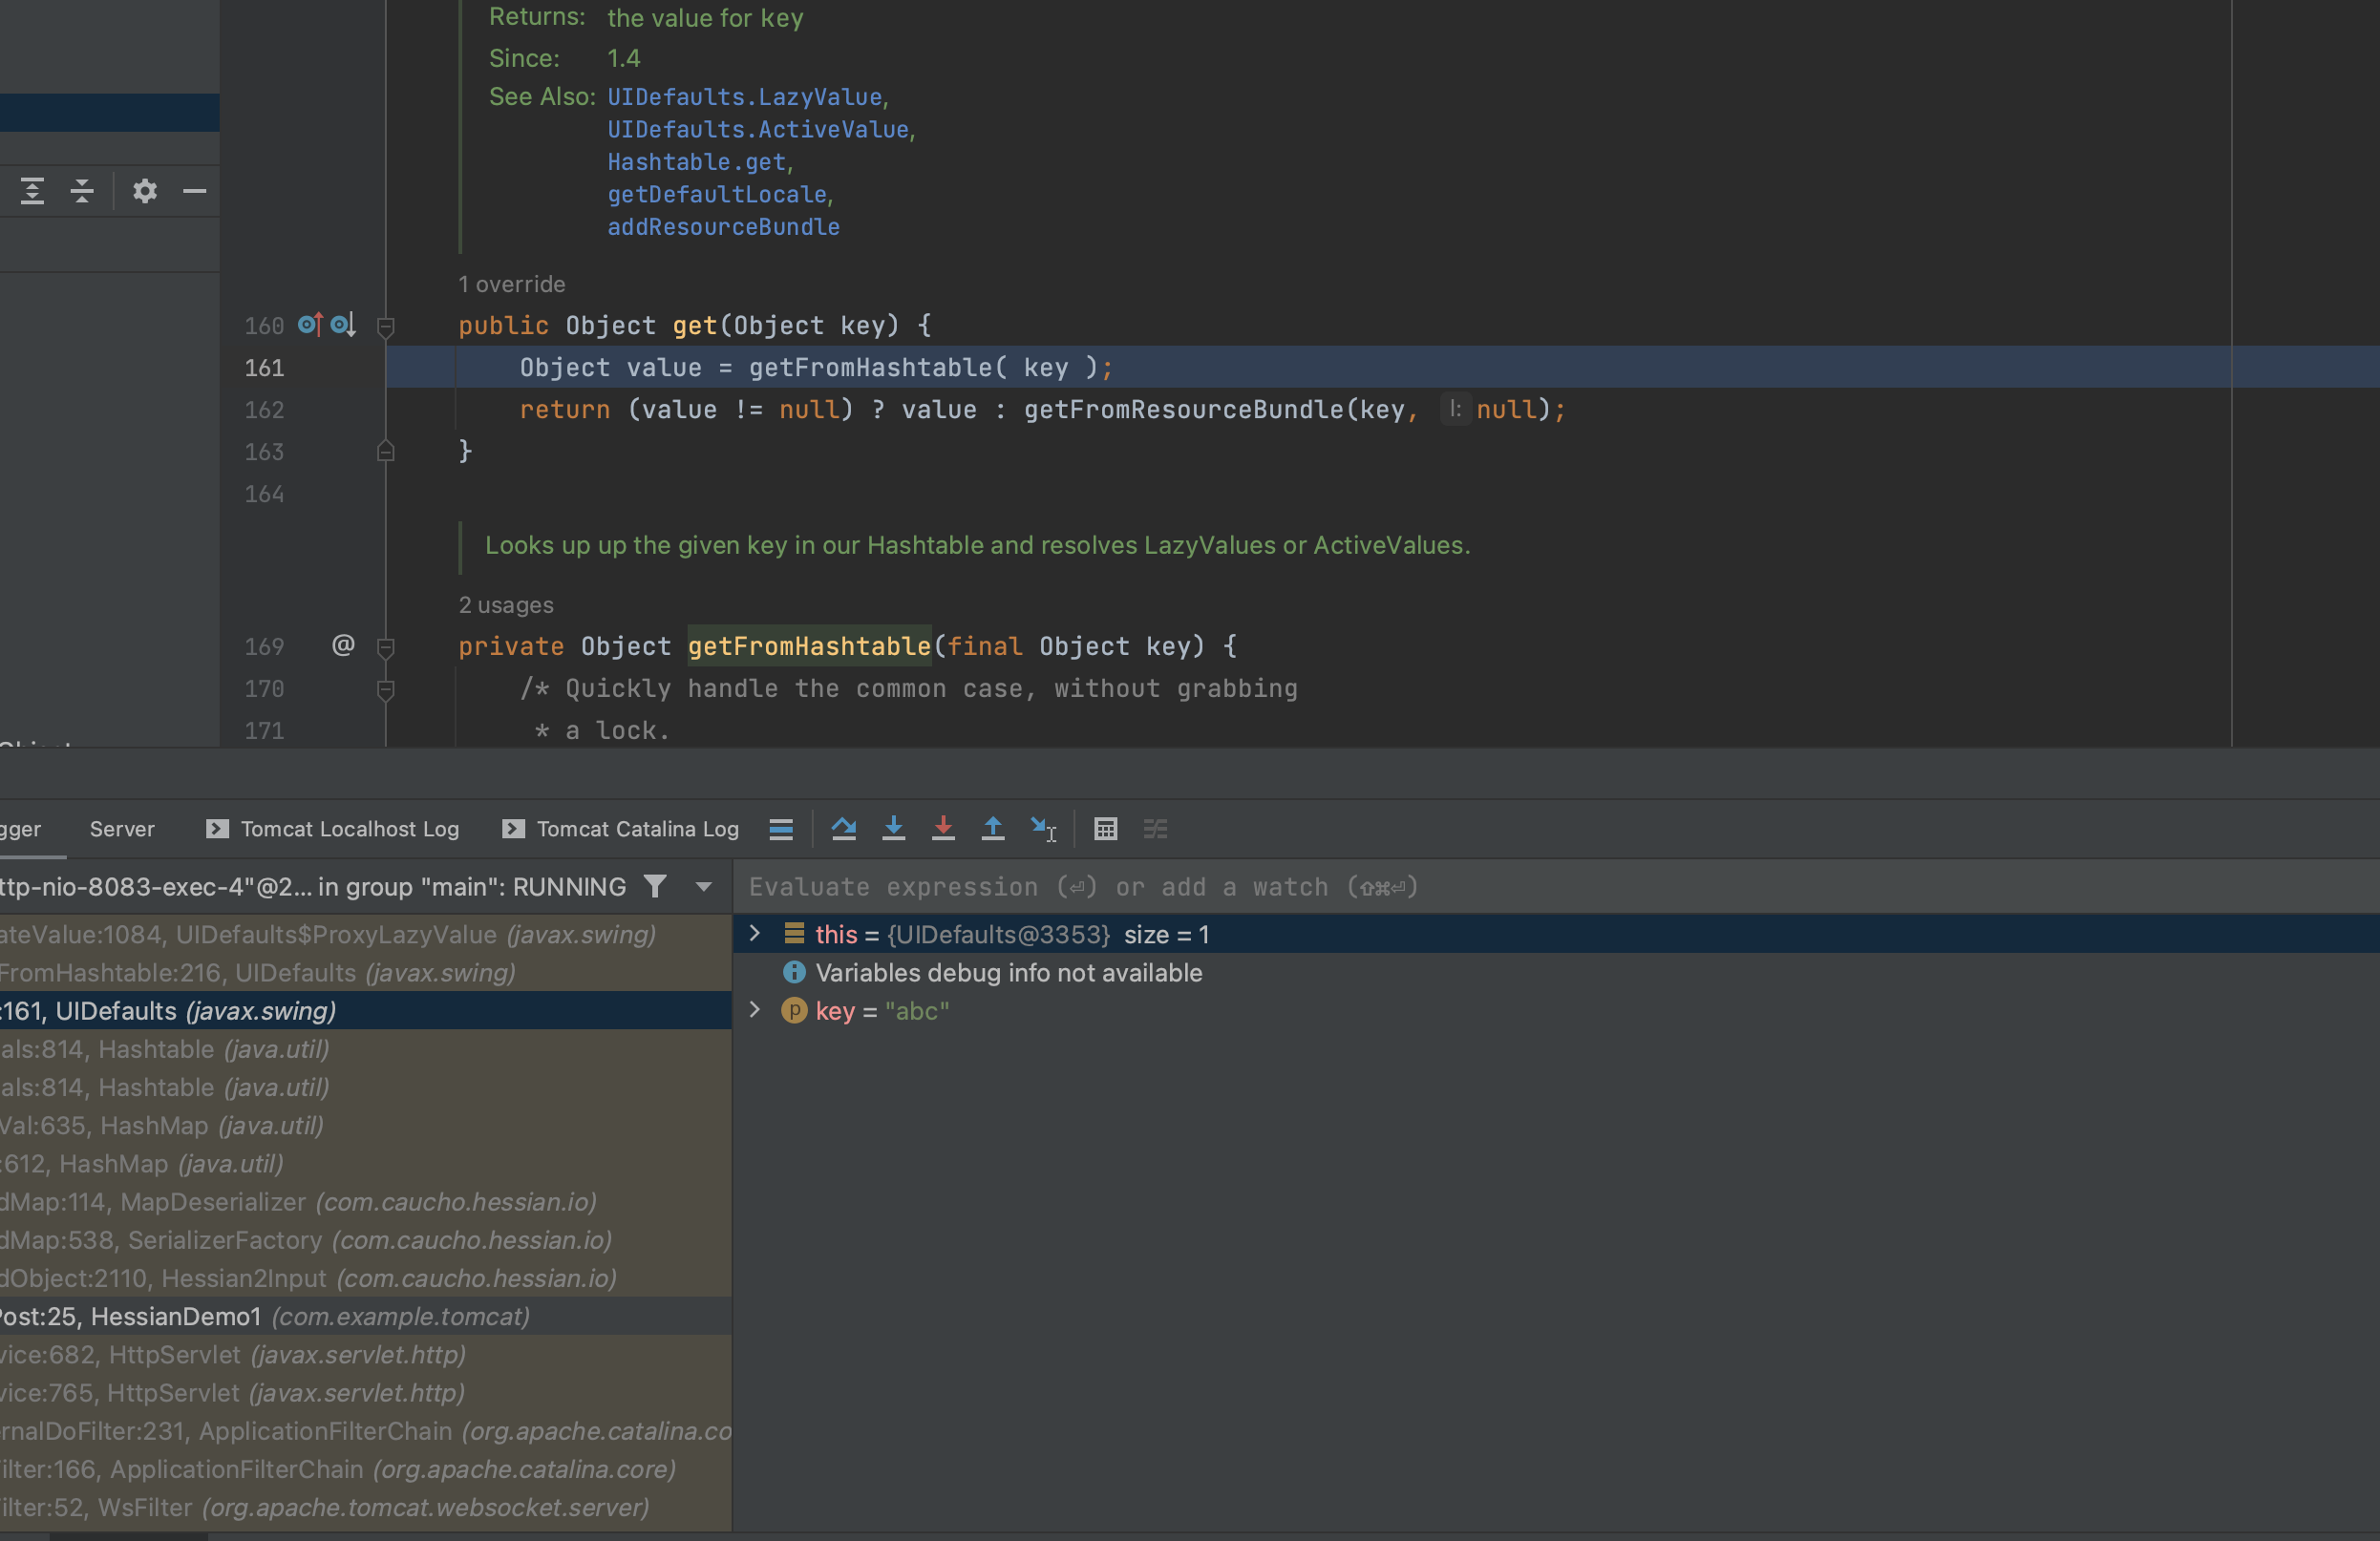 Returns: the value for key
Since: 1.4
See Also: UIDefaults.LazyValue,
UIDefaults.ActiveValue,
Hashtable.get,
getDefaultLocale,
addResourceBundle
1 override
160 public Object get(Object key) {
161 Object value = getFromHashtable( key );
162 return (value != null) ? value : getFromResourceBundle(key, l: null);
163 }
164
Looks up up the given key in our Hashtable and resolves LazyValues or ActiveValues.
2 usages
169 @ private Object getFromHashtable(final Object key) {
170 /* Quickly handle the common case, without grabbing
171 * a lock.
gger Server Tomcat Localhost Log Tomcat Catalina Log
ttp-nio-8083-exec-4"@2... in group "main": RUNNING
Evaluate expression (⏎) or add a watch (⇧⌘⏎)
ateValue:1084, UIDefaults$ProxyLazyValue (javax.swing)
FromHashtable:216, UIDefaults (javax.swing)
:161, UIDefaults (javax.swing)
als:814, Hashtable (java.util)
als:814, Hashtable (java.util)
Val:635, HashMap (java.util)
:612, HashMap (java.util)
dMap:114, MapDeserializer (com.caucho.hessian.io)
dMap:538, SerializerFactory (com.caucho.hessian.io)
dObject:2110, Hessian2Input (com.caucho.hessian.io)
Post:25, HessianDemo1 (com.example.tomcat)
vice:682, HttpServlet (javax.servlet.http)
vice:765, HttpServlet (javax.servlet.http)
ernalDoFilter:231, ApplicationFilterChain (org.apache.catalina.co
ilter:166, ApplicationFilterChain (org.apache.catalina.core)
ilter:52, WsFilter (org.apache.tomcat.websocket.server)
this = {UIDefaults@3353} size = 1
Variables debug info not available
p key = "abc"